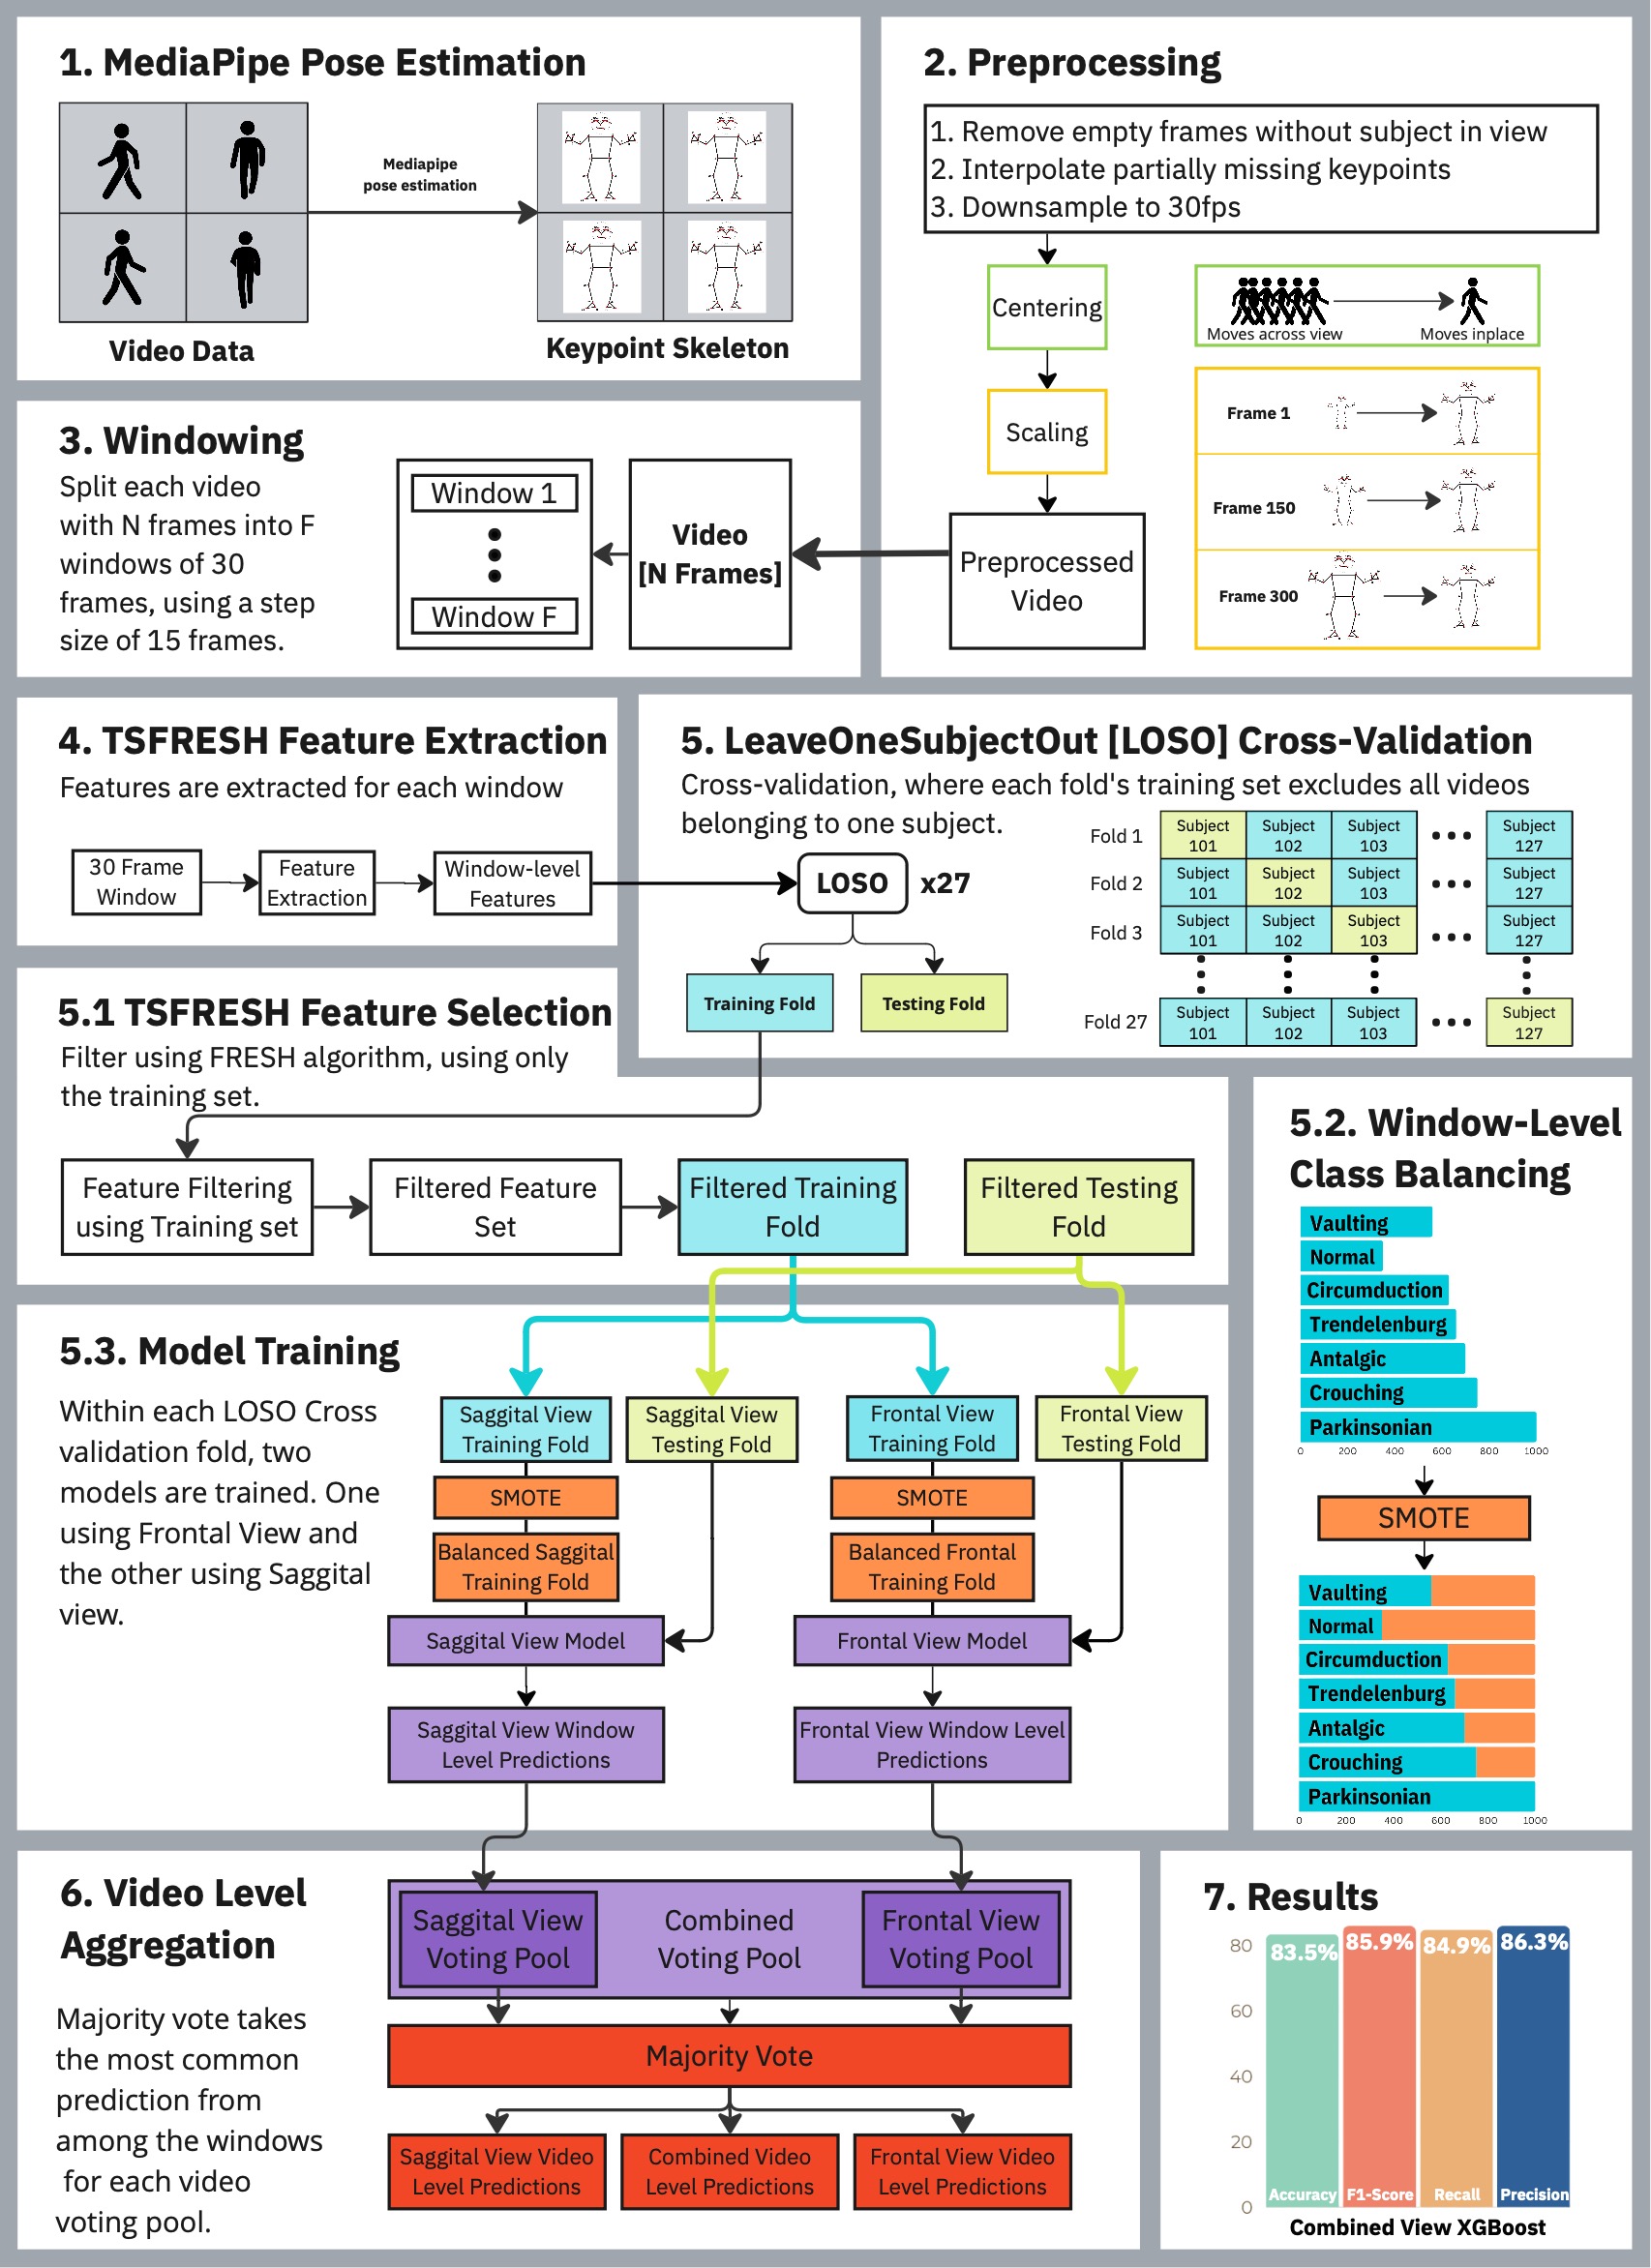 1. MediaPipe Pose Estimation
Mediapipe
pose estimation
Video Data
Keypoint Skeleton
2. Preprocessing
1. Remove empty frames without subject in view
2. Interpolate partially missing keypoints
3. Downsample to 30fps
Centering
Moves across view
Moves inplace
Scaling
Frame 1
Frame 150
Frame 300
Preprocessed
Video
3. Windowing
Split each video
with N frames into F
windows of 30
frames, using a step
size of 15 frames.
Window 1
Window F
Video
[N Frames]
4. TSFRESH Feature Extraction
Features are extracted for each window
30 Frame
Window
Feature
Extraction
Window-level
Features
5. LeaveOneSubjectOut [LOSO] Cross-Validation
Cross-validation, where each fold's training set excludes all videos
belonging to one subject.
LOSO
x27
Training Fold
Testing Fold
Fold 1
Subject
101
Subject
102
Subject
103
Subject
127
Fold 2
Subject
101
Subject
102
Subject
103
Subject
127
Fold 3
Subject
101
Subject
102
Subject
103
Subject
127
Fold 27
Subject
101
Subject
102
Subject
103
Subject
127
5.1 TSFRESH Feature Selection
Filter using FRESH algorithm, using only
the training set.
Feature Filtering
using Training set
Filtered Feature
Set
Filtered Training
Fold
Filtered Testing
Fold
5.2. Window-Level
Class Balancing
Vaulting
Normal
Circumduction
Trendelenburg
Antalgic
Crouching
Parkinsonian
0 200 400 600 800 1000
SMOTE
Vaulting
Normal
Circumduction
Trendelenburg
Antalgic
Crouching
Parkinsonian
0 200 400 600 800 1000
5.3. Model Training
Within each LOSO Cross
validation fold, two
models are trained. One
using Frontal View and
the other using Saggital
view.
Saggital View
Training Fold
Saggital View
Testing Fold
Frontal View
Training Fold
Frontal View
Testing Fold
SMOTE
SMOTE
Balanced Saggital
Training Fold
Balanced Frontal
Training Fold
Saggital View Model
Frontal View Model
Saggital View Window
Level Predictions
Frontal View Window Level
Predictions
6. Video Level
Aggregation
Majority vote takes
the most common
prediction from
among the windows
for each video
voting pool.
Saggital View
Voting Pool
Combined
Voting Pool
Frontal View
Voting Pool
Majority Vote
Saggital View Video
Level Predictions
Combined Video
Level Predictions
Frontal View Video
Level Predictions
7. Results
80
60
40
20
0
83.5%
85.9%
84.9%
86.3%
Accuracy
F1-Score
Recall
Precision
Combined View XGBoost